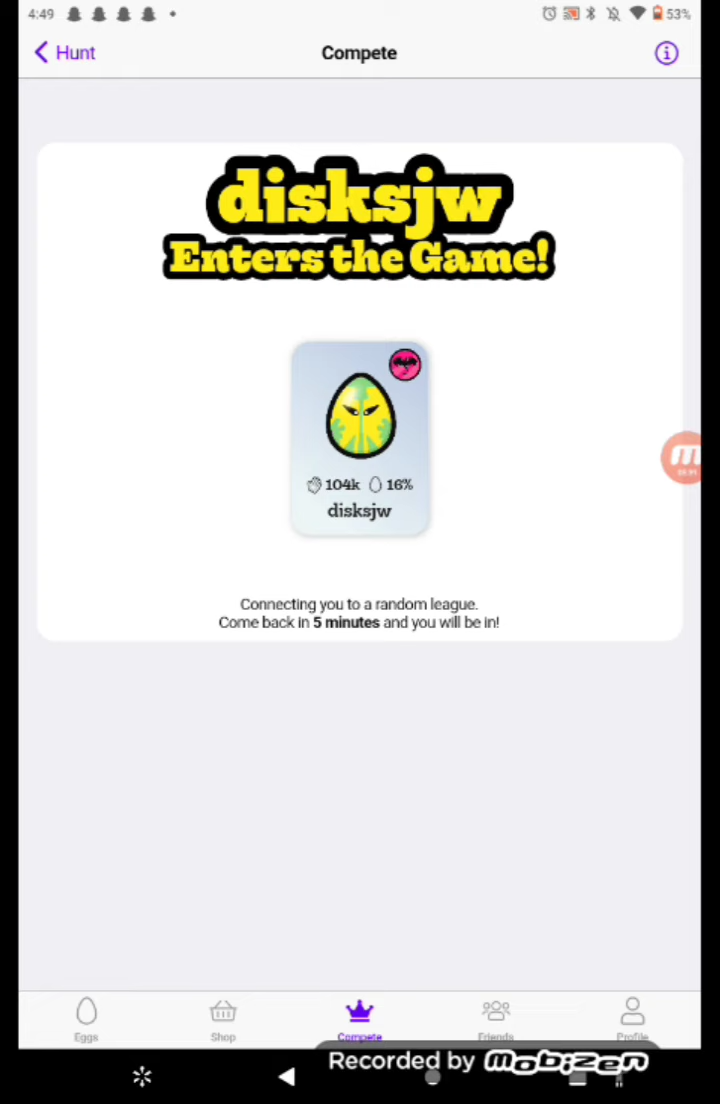 4:49
53%
Hunt
Compete
disksjw
Enters the Game!
104k 16%
disksjw
Connecting you to a random league.
Come back in 5 minutes and you will be in!
Eggs
Shop
Compete
Friends
Profile
Recorded by mobizen